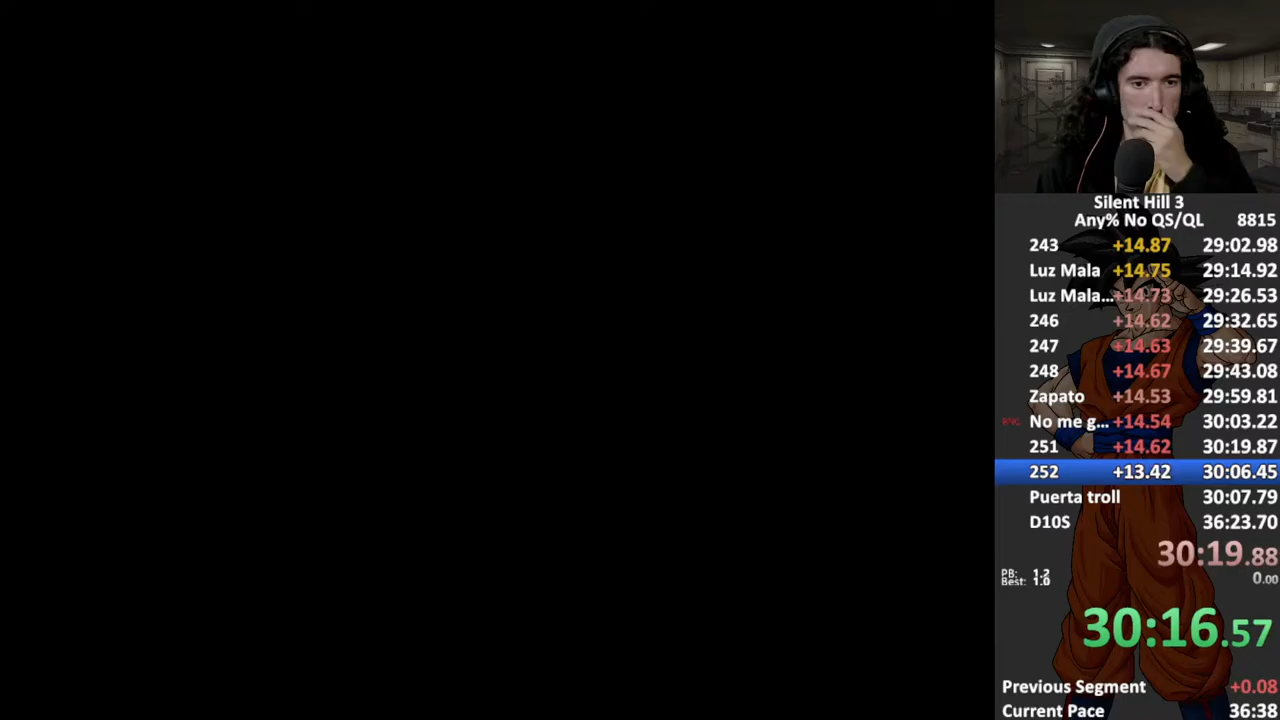 Silent Hill 3
Any% No QS/QL 8815
243 +14.87 29:02.98
Luz Mala +14.75 29:14.92
Luz Mala... +14.73 29:26.53
246 +14.62 29:32.65
247 +14.63 29:39.67
248 +14.67 29:43.08
Zapato +14.53 29:59.81
No me g... +14.54 30:03.22
251 +14.62 30:19.87
252 +13.42 30:06.45
Puerta troll 30:07.79
D10S 36:23.70
30:19.88
PB: 1.2 0.00
Best: 1.0
30:16.57
Previous Segment +0.08
Current Pace 36:38